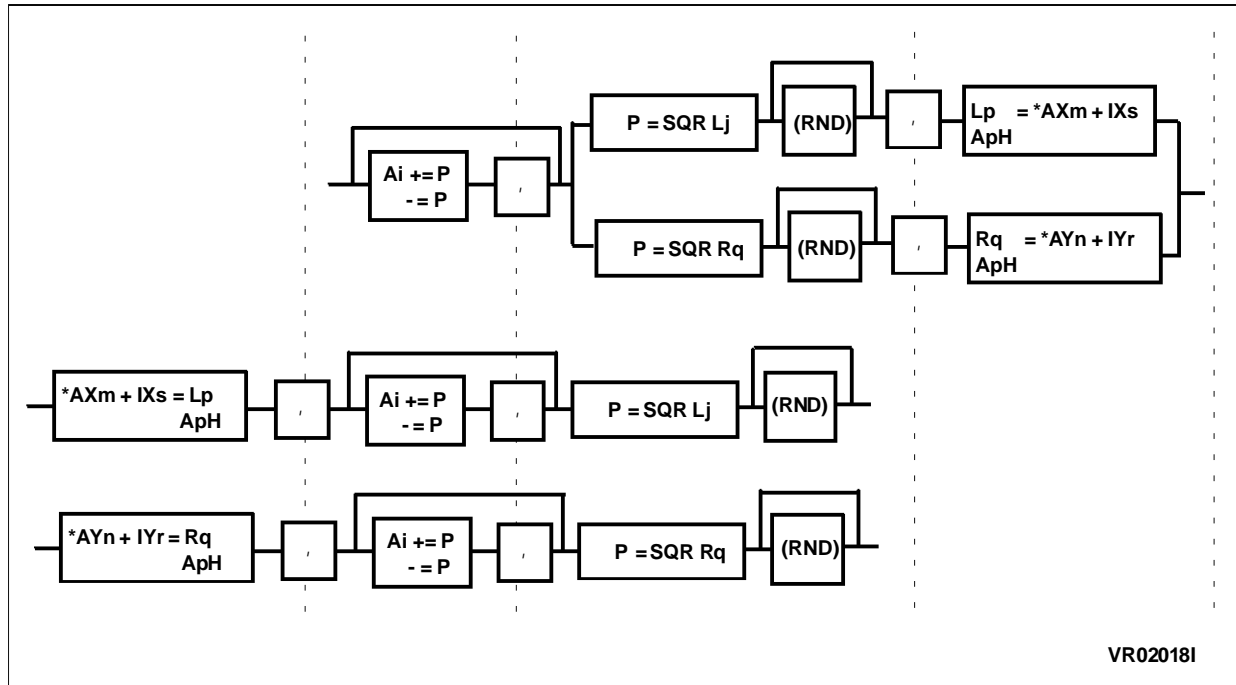 P = SQR Lj
(RND)
,
Lp = *AXm + IXs
ApH
Ai += P
- = P
,
P = SQR Rq
(RND)
,
Rq = *AYn + IYr
ApH
*AXm + IXs = Lp
ApH
,
Ai += P
- = P
,
P = SQR Lj
(RND)
*AYn + IYr = Rq
ApH
,
Ai += P
- = P
,
P = SQR Rq
(RND)
VR02018I